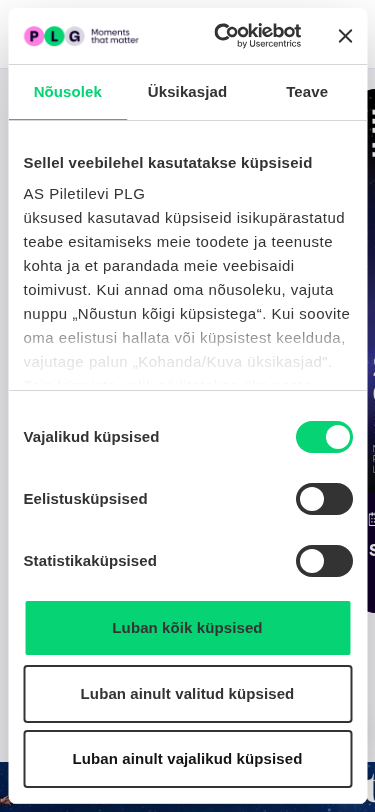 PLG Moments
that matter
Cookiebot
by Usercentrics
Nõusolek Üksikasjad Teave
Sellel veebilehel kasutatakse küpsiseid
AS Piletilevi PLG
üksused kasutavad küpsiseid isikupärastatud
teabe esitamiseks meie toodete ja teenuste
kohta ja et parandada meie veebisaidi
toimivust. Kui annad oma nõusoleku, vajuta
nuppu „Nõustun kõigi küpsistega“. Kui soovite
oma eelistusi hallata või küpsistest keelduda,
vajutage palun „Kohanda/Kuva üksikasjad“.
Vajalikud küpsised
Eelistusküpsised
Statistikaküpsised
Luban kõik küpsised
Luban ainult valitud küpsised
Luban ainult vajalikud küpsised